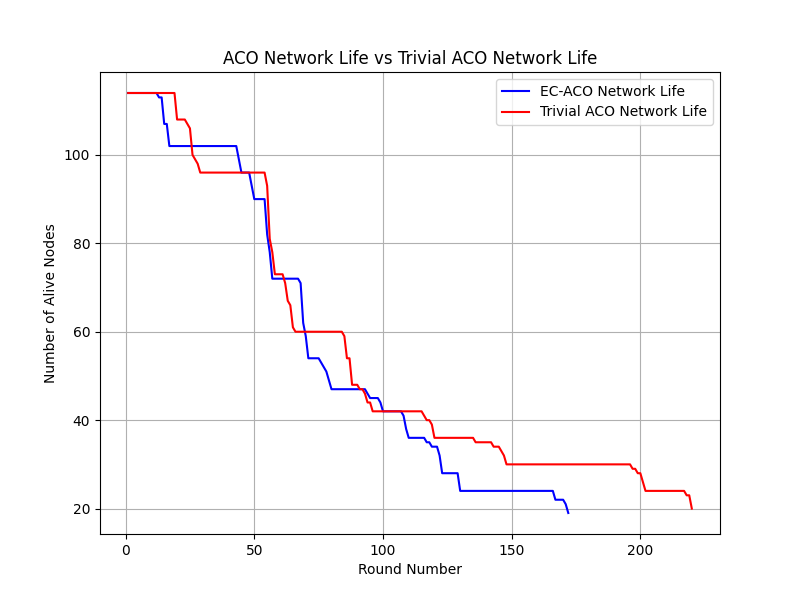 ACO Network Life vs Trivial ACO Network Life
EC-ACO Network Life
Trivial ACO Network Life
Number of Alive Nodes
100
80
60
40
20
0
50
100
150
200
Round Number